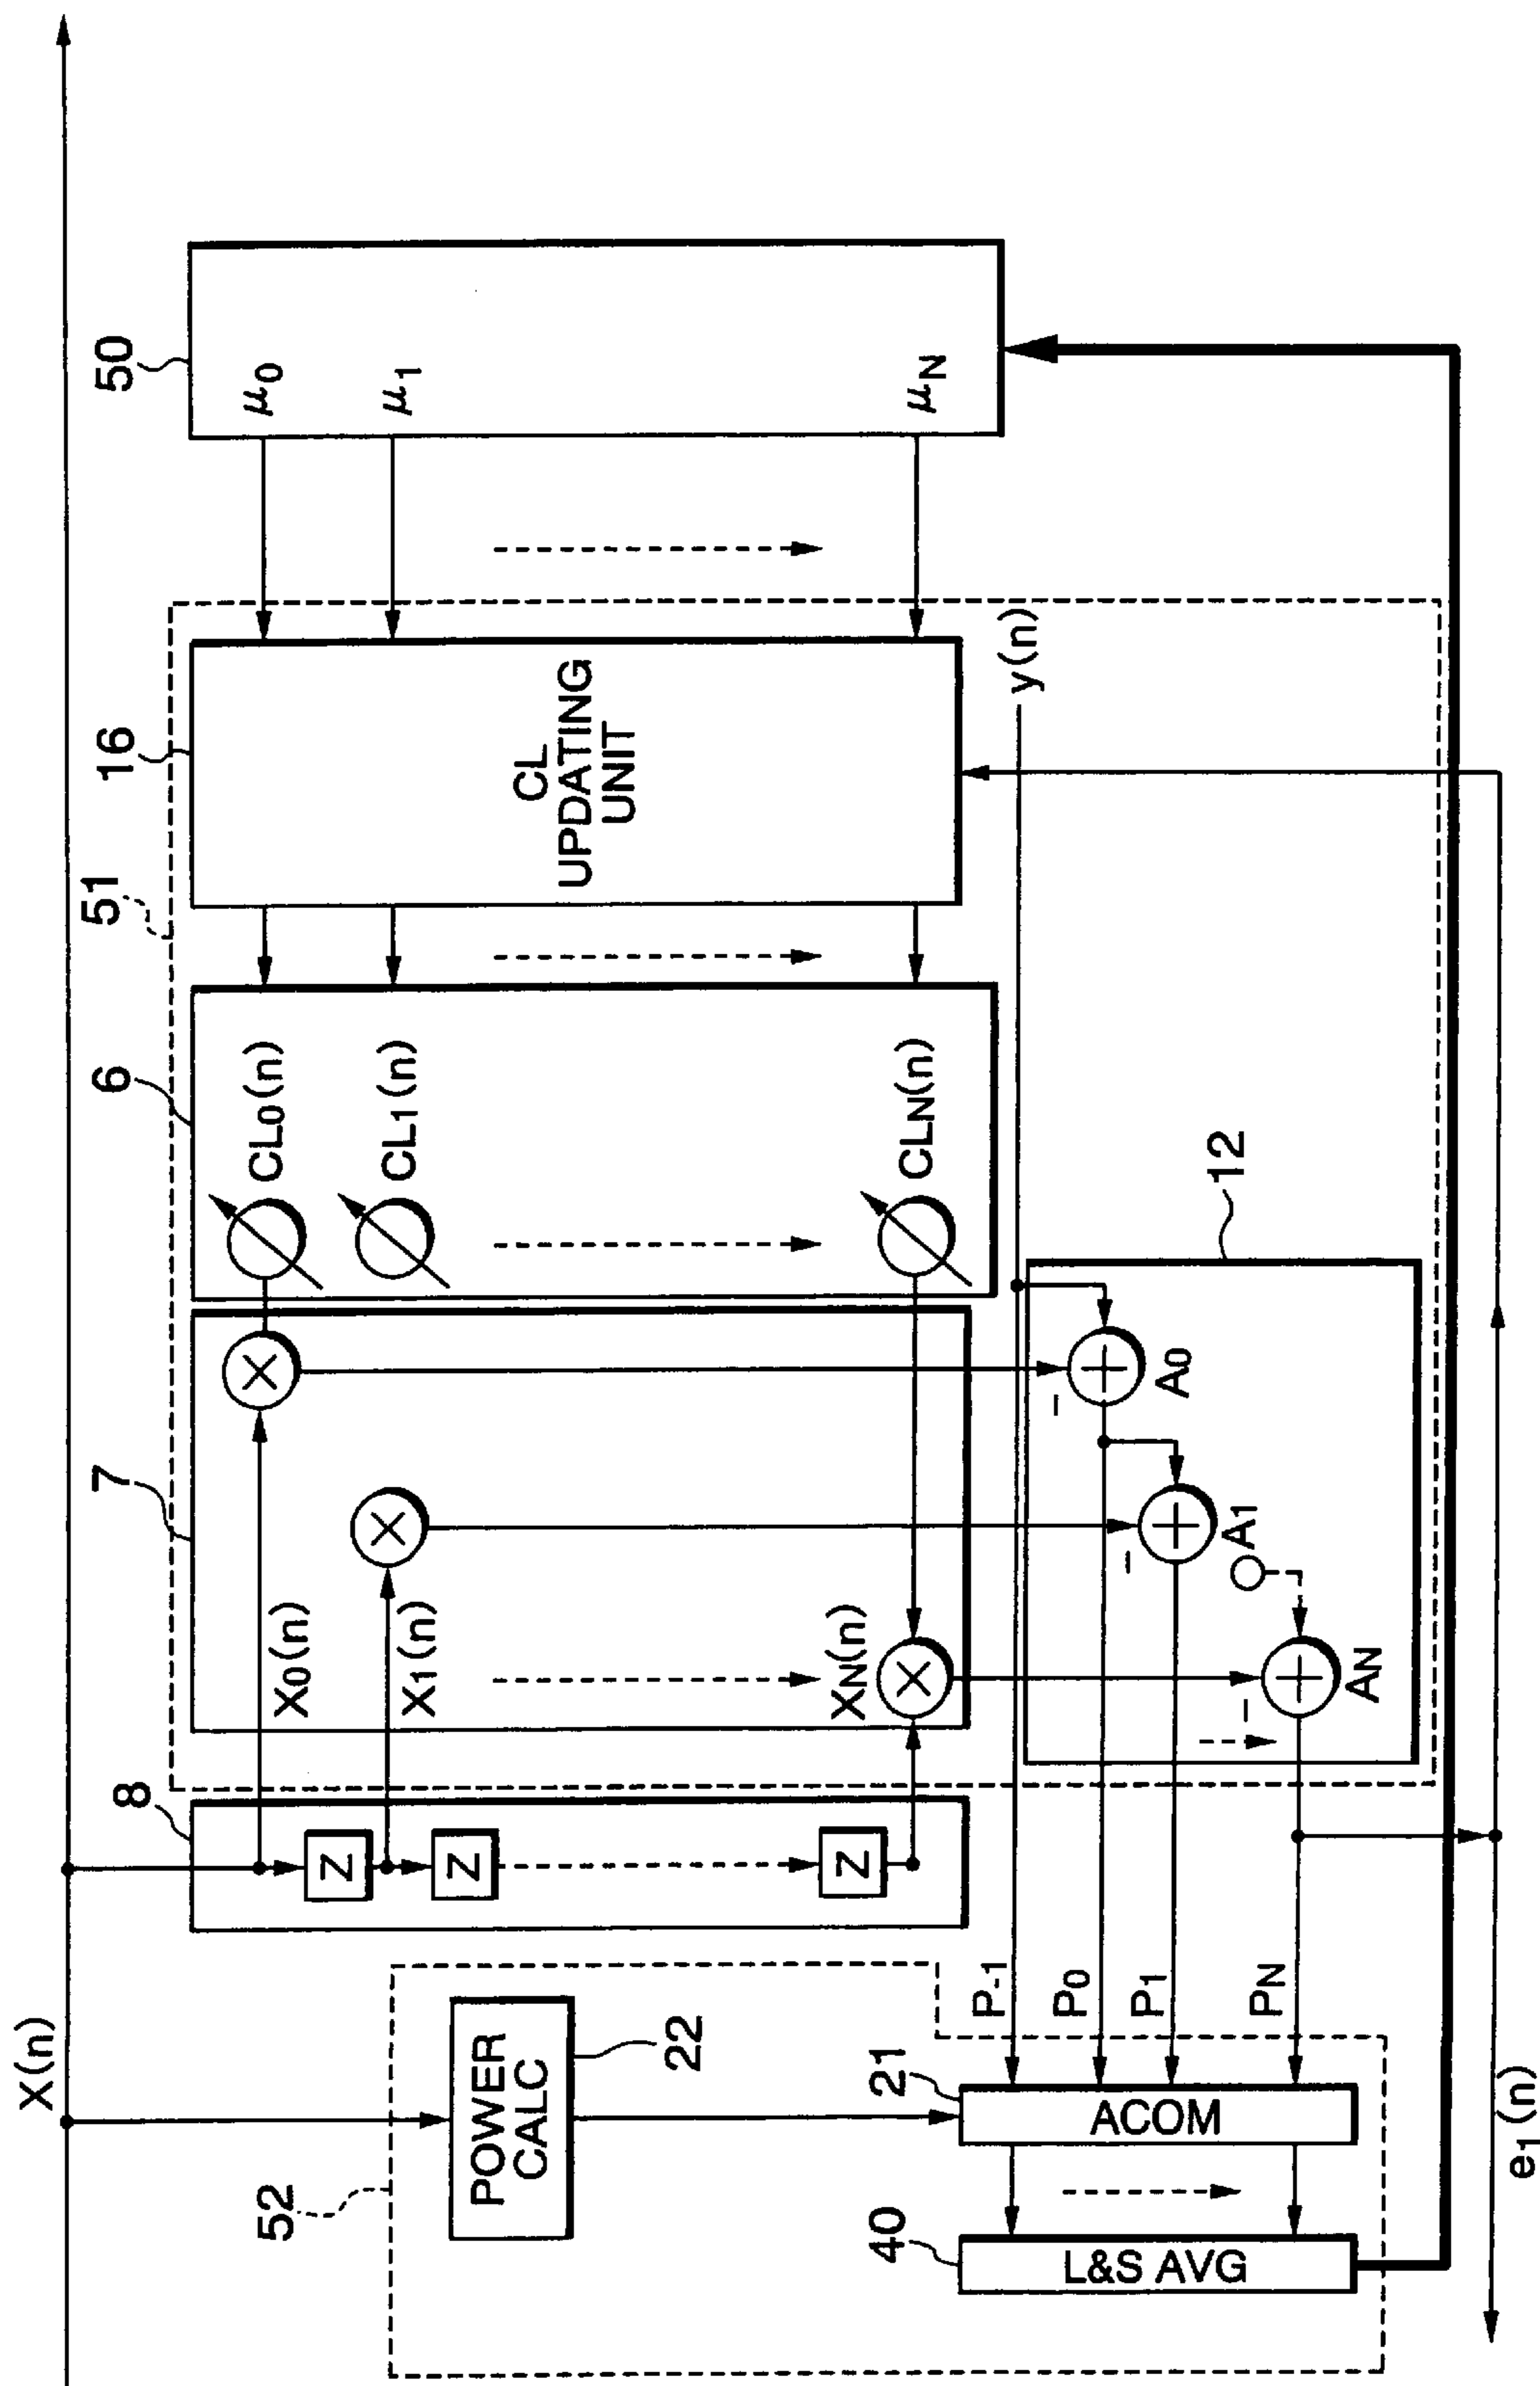 X(n)
50
μ0
μ1
μN
51
16
CL
UPDATING
UNIT
y(n)
6
CL0(n)
CL1(n)
CLN(n)
12
7
X0(n)
X1(n)
XN(n)
A0
A1
AN
−
−
−
8
Z
Z
Z
P-1
P0
P1
PN
52
POWER
CALC
22
21
ACOM
40
L&S AVG
e1(n)